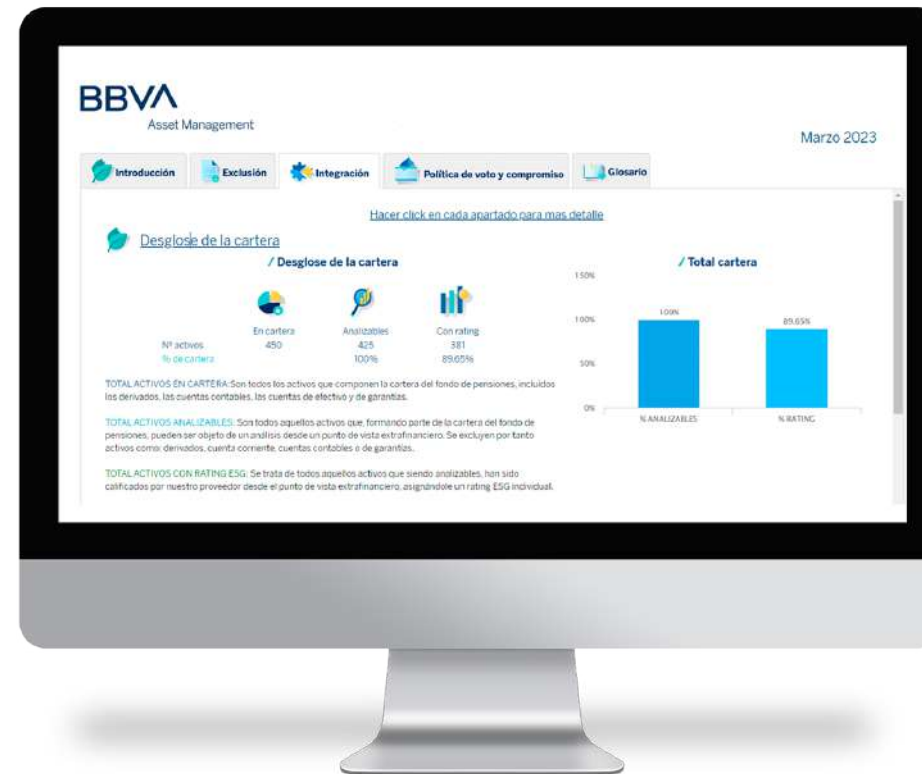 BBVA
Asset Management
Marzo 2023
Introducción
Exclusión
Integración
Política de voto y compromiso
Glosario
Hacer click en cada apartado para mas detalle
Desglose de la cartera
/ Desglose de la cartera
En cartera Analizables Con rating
Nº activos 450 425 381
% de cartera 100% 89.65%
TOTAL ACTIVOS EN CARTERA: Son todos los activos que componen la cartera del fondo de pensiones, incluidos
los derivados, las cuentas contables, las cuentas de efectivo y de garantías.
TOTAL ACTIVOS ANALIZABLES: Son todos aquellos activos que, formando parte de la cartera del fondo de
pensiones, pueden ser objeto de un análisis desde un punto de vista extrafinanciero. Se excluyen por tanto
activos como: derivados, cuenta corriente, cuentas contables o de garantías.
TOTAL ACTIVOS CON RATING ESG: Se trata de todos aquellos activos que siendo analizables, han sido
calificados por nuestro proveedor desde el punto de vista extrafinanciero, asignándole un rating ESG individual.
/ Total cartera
150%
100%
50%
0%
100%
89.65%
% ANALIZABLES
% RATING